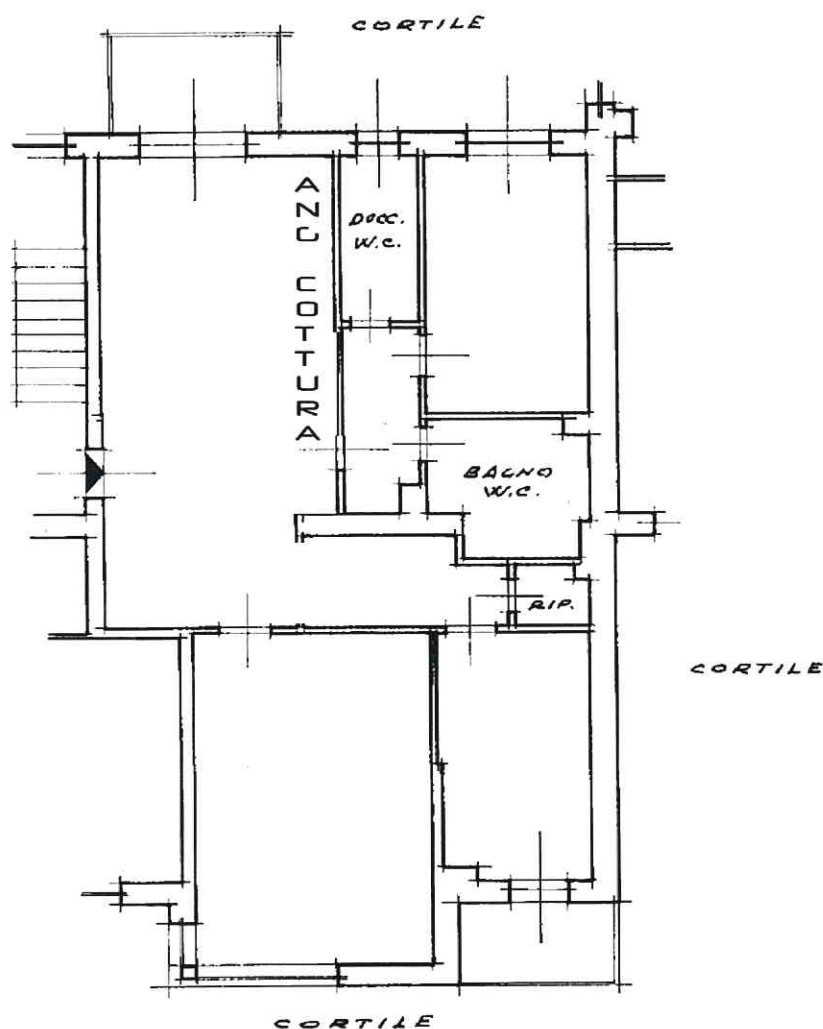 CORTILE
ANG COTTURA
DOCC.
W.C.
BAGNO
W.C.
RIP.
CORTILE
CORTILE